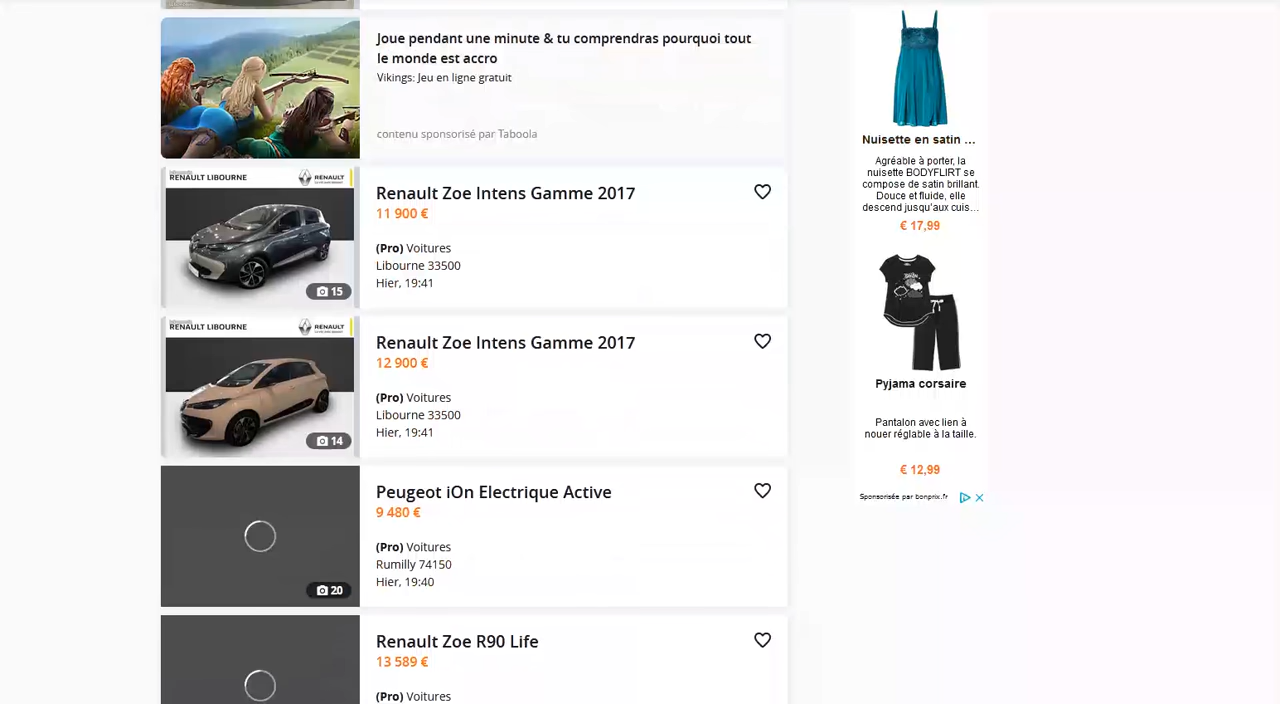 Joue pendant une minute & tu comprendras pourquoi tout
le monde est accro
Vikings: Jeu en ligne gratuit
contenu sponsorisé par Taboola
RENAULT LIBOURNE
RENAULT
15
Renault Zoe Intens Gamme 2017
11 900 €
(Pro) Voitures
Libourne 33500
Hier, 19:41
RENAULT LIBOURNE
RENAULT
14
Renault Zoe Intens Gamme 2017
12 900 €
(Pro) Voitures
Libourne 33500
Hier, 19:41
20
Peugeot iOn Electrique Active
9 480 €
(Pro) Voitures
Rumilly 74150
Hier, 19:40
Renault Zoe R90 Life
13 589 €
(Pro) Voitures
Nuisette en satin ...
Agréable à porter, la
nuisette BODYFLIRT se
compose de satin brillant.
Douce et fluide, elle
descend jusqu'aux cuis...
€ 17,99
Pyjama corsaire
Pantalon avec lien à
nouer réglable à la taille.
€ 12,99
Sponsorisée par bonprix.fr